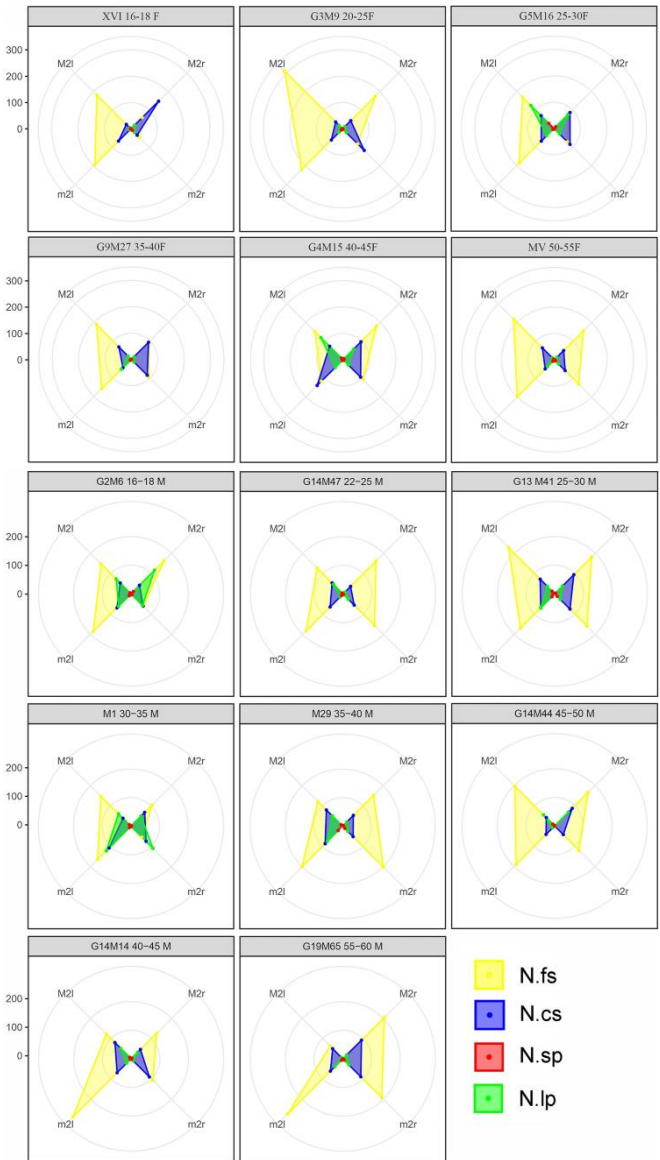 XVI 16-18 F
G3M9 20-25F
G5M16 25-30F
300
200
100
0
M2l
M2r
m2l
m2r
M2l
M2r
m2l
m2r
M2l
M2r
m2l
m2r
G9M27 35-40F
G4M15 40-45F
MV 50-55F
300
200
100
0
M2l
M2r
m2l
m2r
M2l
M2r
m2l
m2r
M2l
M2r
m2l
m2r
G2M6 16−18 M
G14M47 22−25 M
G13 M41 25−30 M
200
100
0
M2l
M2r
m2l
m2r
M2l
M2r
m2l
m2r
M2l
M2r
m2l
m2r
M1 30−35 M
M29 35−40 M
G14M44 45−50 M
200
100
0
M2l
M2r
m2l
m2r
M2l
M2r
m2l
m2r
M2l
M2r
m2l
m2r
G14M14 40−45 M
G19M65 55−60 M
200
100
0
M2l
M2r
m2l
m2r
M2l
M2r
m2l
m2r
N.fs
N.cs
N.sp
N.lp